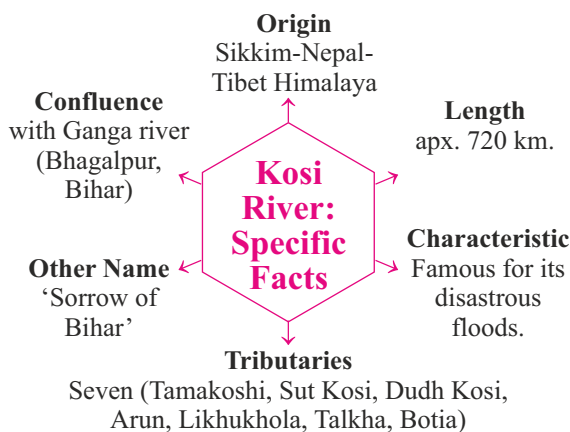 Origin
Sikkim-Nepal-
Tibet Himalaya
Confluence
with Ganga river
(Bhagalpur,
Bihar)
Length
apx. 720 km.
Kosi
River:
Specific
Facts
Other Name
‘Sorrow of
Bihar’
Characteristic
Famous for its
disastrous
floods.
Tributaries
Seven (Tamakoshi, Sut Kosi, Dudh Kosi,
Arun, Likhukhola, Talkha, Botia)